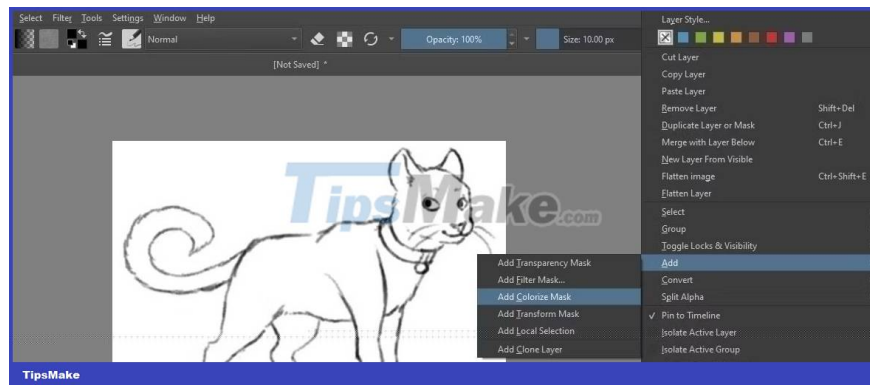 Select Filter Tools Settings Window Help
Normal
Opacity: 100%
Size: 10.00 px
[Not Saved] *
TipsMake.com
Layer Style...
Cut Layer
Copy Layer
Paste Layer
Remove Layer Shift+Del
Duplicate Layer or Mask Ctrl+J
Merge with Layer Below Ctrl+E
New Layer From Visible
Flatten image Ctrl+Shift+E
Flatten Layer
Select
Group
Toggle Locks & Visibility
Add
Convert
Split Alpha
✓ Pin to Timeline
Isolate Active Layer
Isolate Active Group
Add Transparency Mask
Add Filter Mask...
Add Colorize Mask
Add Transform Mask
Add Local Selection
Add Clone Layer
TipsMake